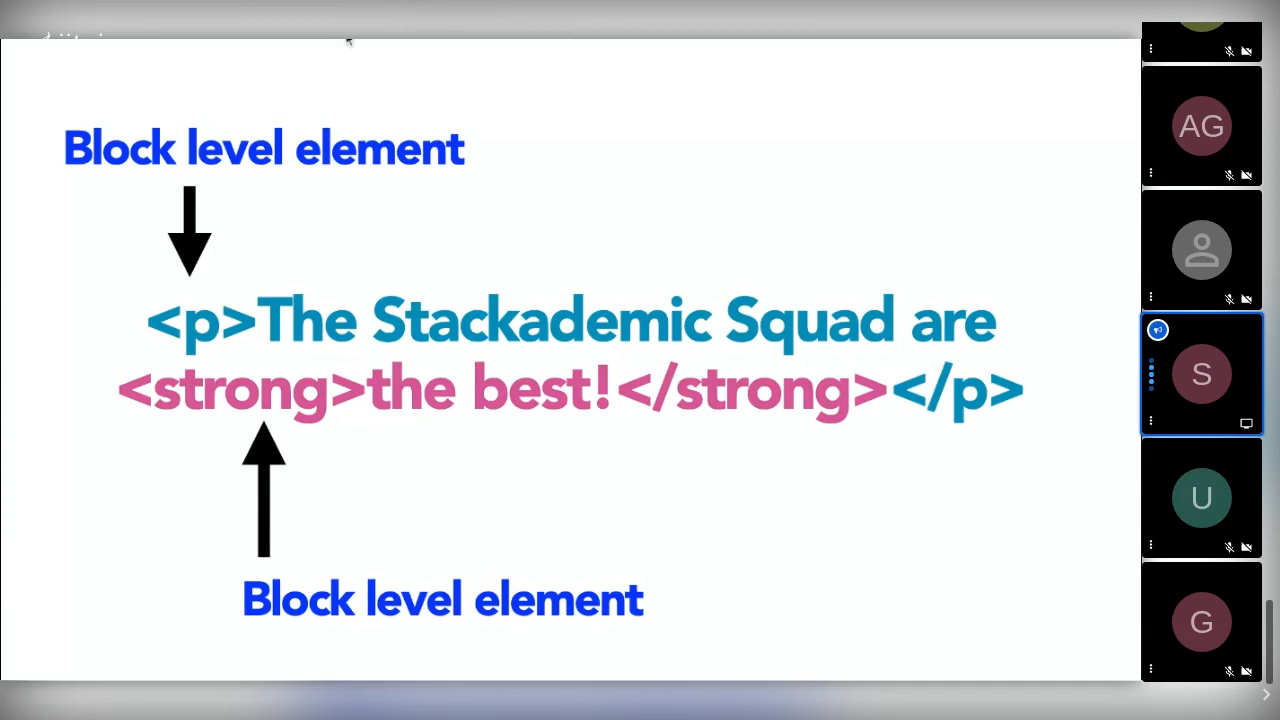 Block level element
<p>The Stackademic Squad are
<strong>the best!</strong></p>
Block level element
AG
S
U
G